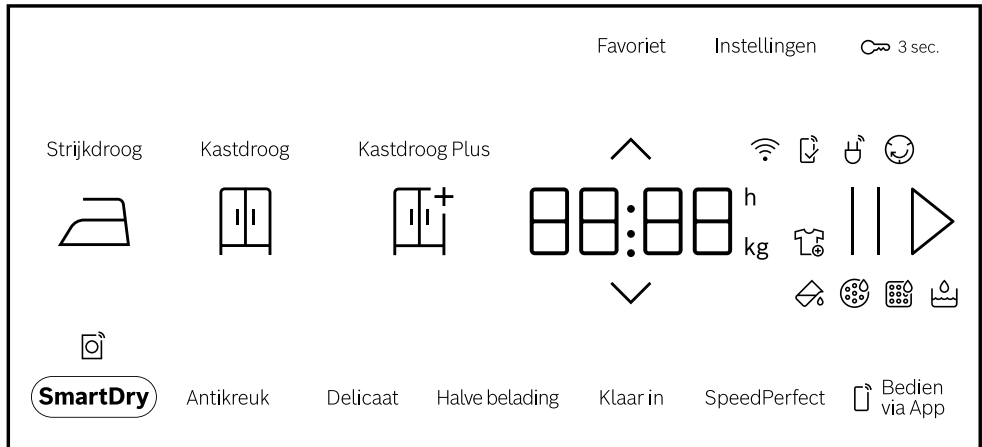 Favoriet
Instellingen
3 sec.
Strijkdroog
Kastdroog
Kastdroog Plus
88:88
h
kg
SmartDry
Antikreuk
Delicaat
Halve belading
Klaar in
SpeedPerfect
Bedien
via App